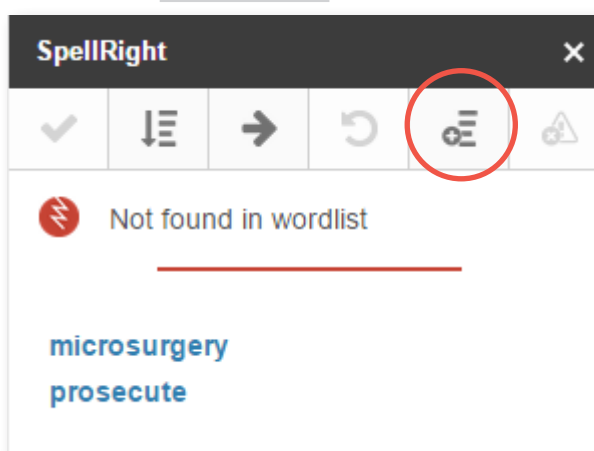 SpellRight
Not found in wordlist
microsurgery
prosecute